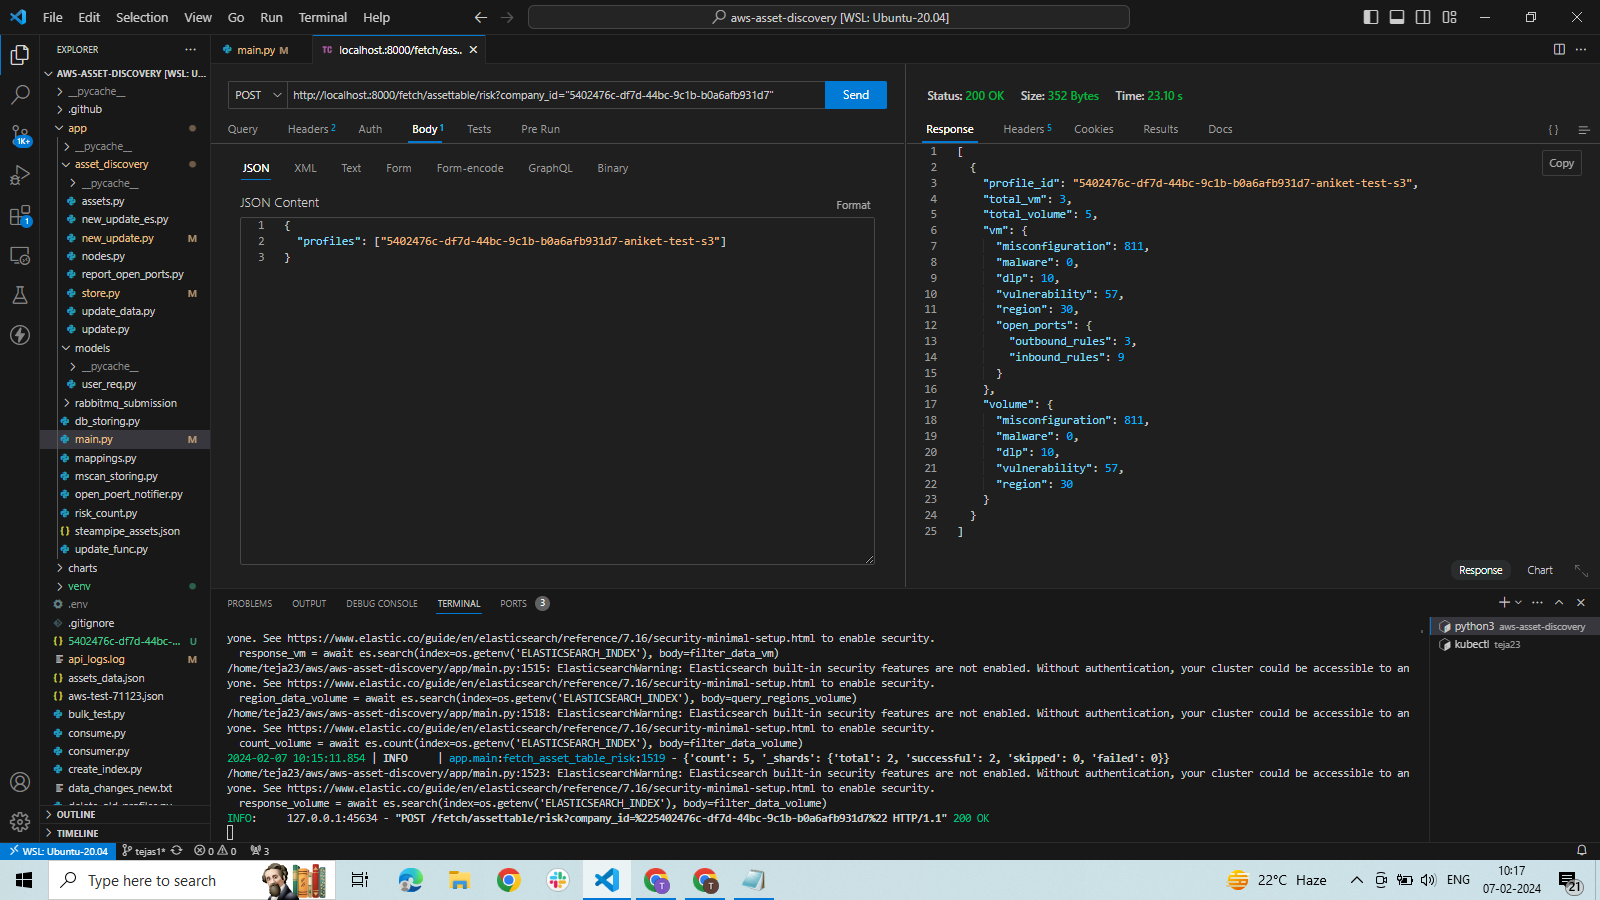 File Edit Selection View Go Run Terminal Help
aws-asset-discovery [WSL: Ubuntu-20.04]
EXPLORER
AWS-ASSET-DISCOVERY [WSL: U...
__pycache__
.github
app
__pycache__
asset_discovery
__pycache__
assets.py
new_update_es.py
new_update.py M
nodes.py
report_open_ports.py
store.py M
update_data.py
update.py
models
__pycache__
user_req.py
rabbitmq_submission
db_storing.py
main.py M
mappings.py
mscan_storing.py
open_poert_notifier.py
risk_count.py
steampipe_assets.json
update_func.py
charts
venv
.env
.gitignore
5402476c-df7d-44bc-... U
api_logs.log M
assets_data.json
aws-test-71123.json
bulk_test.py
consume.py
consumer.py
create_index.py
data_changes_new.txt
OUTLINE
TIMELINE
1K+
1
main.py M
TC localhost.:8000/fetch/ass..
POST http://localhost.:8000/fetch/assettable/risk?company_id="5402476c-df7d-44bc-9c1b-b0a6afb931d7" Send
Query Headers 2 Auth Body 1 Tests Pre Run
JSON XML Text Form Form-encode GraphQL Binary
JSON Content Format
1 {
2 "profiles": ["5402476c-df7d-44bc-9c1b-b0a6afb931d7-aniket-test-s3"]
3 }
Status: 200 OK Size: 352 Bytes Time: 23.10 s
Response Headers 5 Cookies Results Docs
Copy
1 [
2 {
3 "profile_id": "5402476c-df7d-44bc-9c1b-b0a6afb931d7-aniket-test-s3",
4 "total_vm": 3,
5 "total_volume": 5,
6 "vm": {
7 "misconfiguration": 811,
8 "malware": 0,
9 "dlp": 10,
10 "vulnerability": 57,
11 "region": 30,
12 "open_ports": {
13 "outbound_rules": 3,
14 "inbound_rules": 9
15 }
16 },
17 "volume": {
18 "misconfiguration": 811,
19 "malware": 0,
20 "dlp": 10,
21 "vulnerability": 57,
22 "region": 30
23 }
24 }
25 ]
Response Chart
PROBLEMS OUTPUT DEBUG CONSOLE TERMINAL PORTS 3
yone. See https://www.elastic.co/guide/en/elasticsearch/reference/7.16/security-minimal-setup.html to enable security.
response_vm = await es.search(index=os.getenv('ELASTICSEARCH_INDEX'), body=filter_data_vm)
/home/teja23/aws/aws-asset-discovery/app/main.py:1515: ElasticsearchWarning: Elasticsearch built-in security features are not enabled. Without authentication, your cluster could be accessible to an
yone. See https://www.elastic.co/guide/en/elasticsearch/reference/7.16/security-minimal-setup.html to enable security.
region_data_volume = await es.search(index=os.getenv('ELASTICSEARCH_INDEX'), body=query_regions_volume)
/home/teja23/aws/aws-asset-discovery/app/main.py:1518: ElasticsearchWarning: Elasticsearch built-in security features are not enabled. Without authentication, your cluster could be accessible to an
yone. See https://www.elastic.co/guide/en/elasticsearch/reference/7.16/security-minimal-setup.html to enable security.
count_volume = await es.count(index=os.getenv('ELASTICSEARCH_INDEX'), body=filter_data_volume)
2024-02-07 10:15:11.854 | INFO | app.main:fetch_asset_table_risk:1519 - {'count': 5, '_shards': {'total': 2, 'successful': 2, 'skipped': 0, 'failed': 0}}
/home/teja23/aws/aws-asset-discovery/app/main.py:1523: ElasticsearchWarning: Elasticsearch built-in security features are not enabled. Without authentication, your cluster could be accessible to an
yone. See https://www.elastic.co/guide/en/elasticsearch/reference/7.16/security-minimal-setup.html to enable security.
response_volume = await es.search(index=os.getenv('ELASTICSEARCH_INDEX'), body=filter_data_volume)
INFO: 127.0.0.1:45634 - "POST /fetch/assettable/risk?company_id=%225402476c-df7d-44bc-9c1b-b0a6afb931d7%22 HTTP/1.1" 200 OK
python3 aws-asset-discovery
kubectl teja23
WSL: Ubuntu-20.04 tejas1* 0 0 3
Type here to search
T
T
22°C Haze ENG
10:17
07-02-2024
21